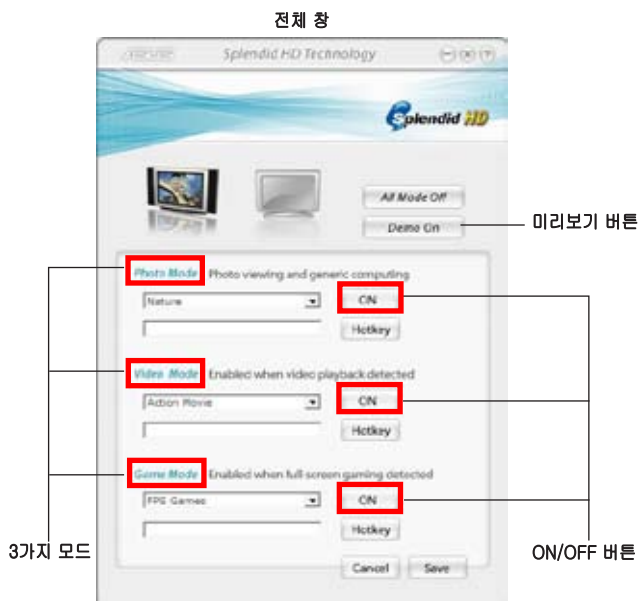 전체 창
Splendid HD Technology
Splendid HD
All Mode Off
Demo On
미리보기 버튼
Photo Mode Photo viewing and generic computing
Nature
ON
Hotkey
Video Mode Enabled when video playback detected
Action Movie
ON
Hotkey
Game Mode Enabled when full-screen gaming detected
FPS Games
ON
Hotkey
3가지 모드
ON/OFF 버튼
Cancel Save